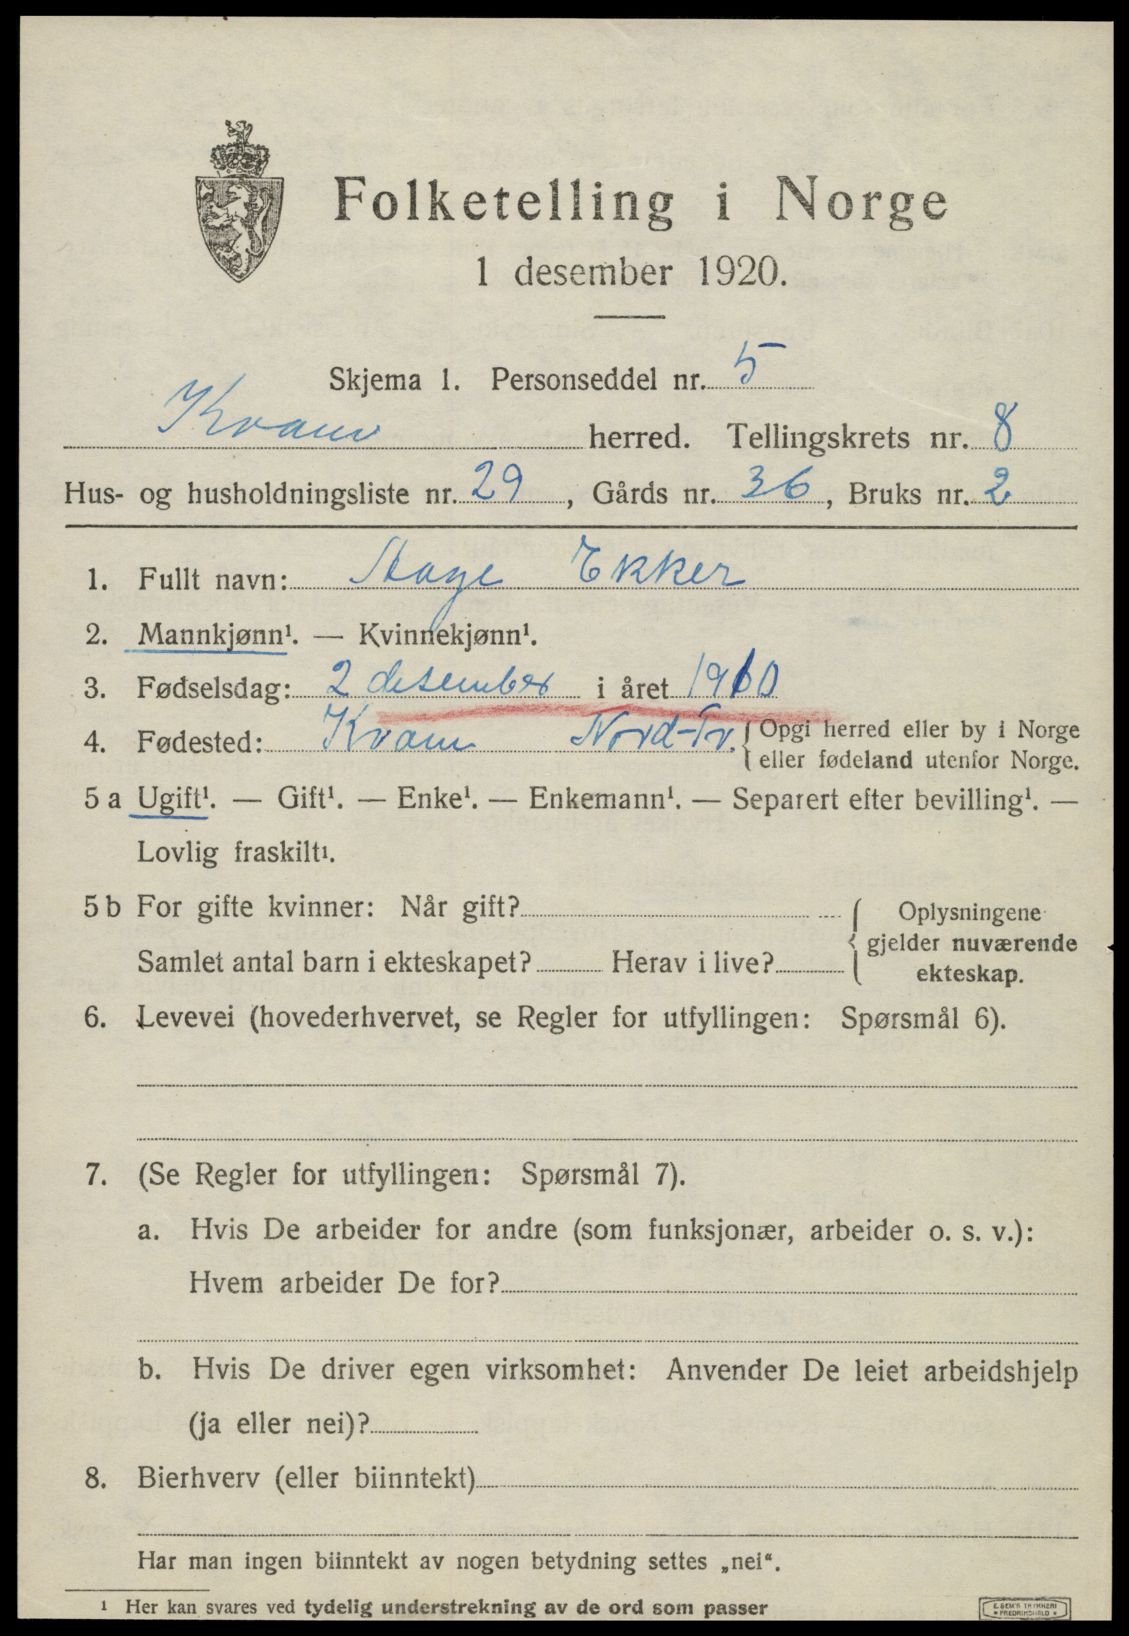 Folketelling i Norge
1 desember 1920.
Skjema 1. Personseddel nr. 5
Kvam herred. Tellingskrets nr. 8
Hus- og husholdningsliste nr. 29, Gårds nr. 36, Bruks nr. 2
1. Fullt navn: Aage Ekker
2. Mannkjønn¹. — Kvinnekjønn¹.
3. Fødselsdag: 2 desember i året 1910
4. Fødested: Kvam Nord-Tr. { Opgi herred eller by i Norge
eller fødeland utenfor Norge.
5 a Ugift¹. — Gift¹. — Enke¹. — Enkemann¹. — Separert efter bevilling¹. —
Lovlig fraskilt¹.
5 b For gifte kvinner: Når gift? { Oplysningene
gjelder nuværende
Samlet antal barn i ekteskapet? Herav i live? ekteskap.
6. Levevei (hovederhvervet, se Regler for utfyllingen: Spørsmål 6).
7. (Se Regler for utfyllingen: Spørsmål 7).
a. Hvis De arbeider for andre (som funksjonær, arbeider o. s. v.):
Hvem arbeider De for?
b. Hvis De driver egen virksomhet: Anvender De leiet arbeidshjelp
(ja eller nei)?
8. Bierhverv (eller biinntekt)
Har man ingen biinntekt av nogen betydning settes „nei“.
¹ Her kan svares ved tydelig understrekning av de ord som passer
E. SEM'S TRYKKERI
FREDRIKSHALD